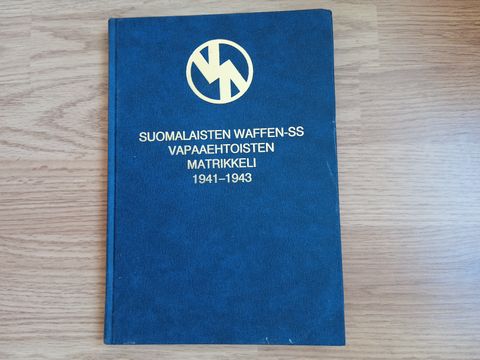 SUOMALAISTEN WAFFEN-SS
VAPAAEHTOISTEN
MATRIKKELI
1941–1943